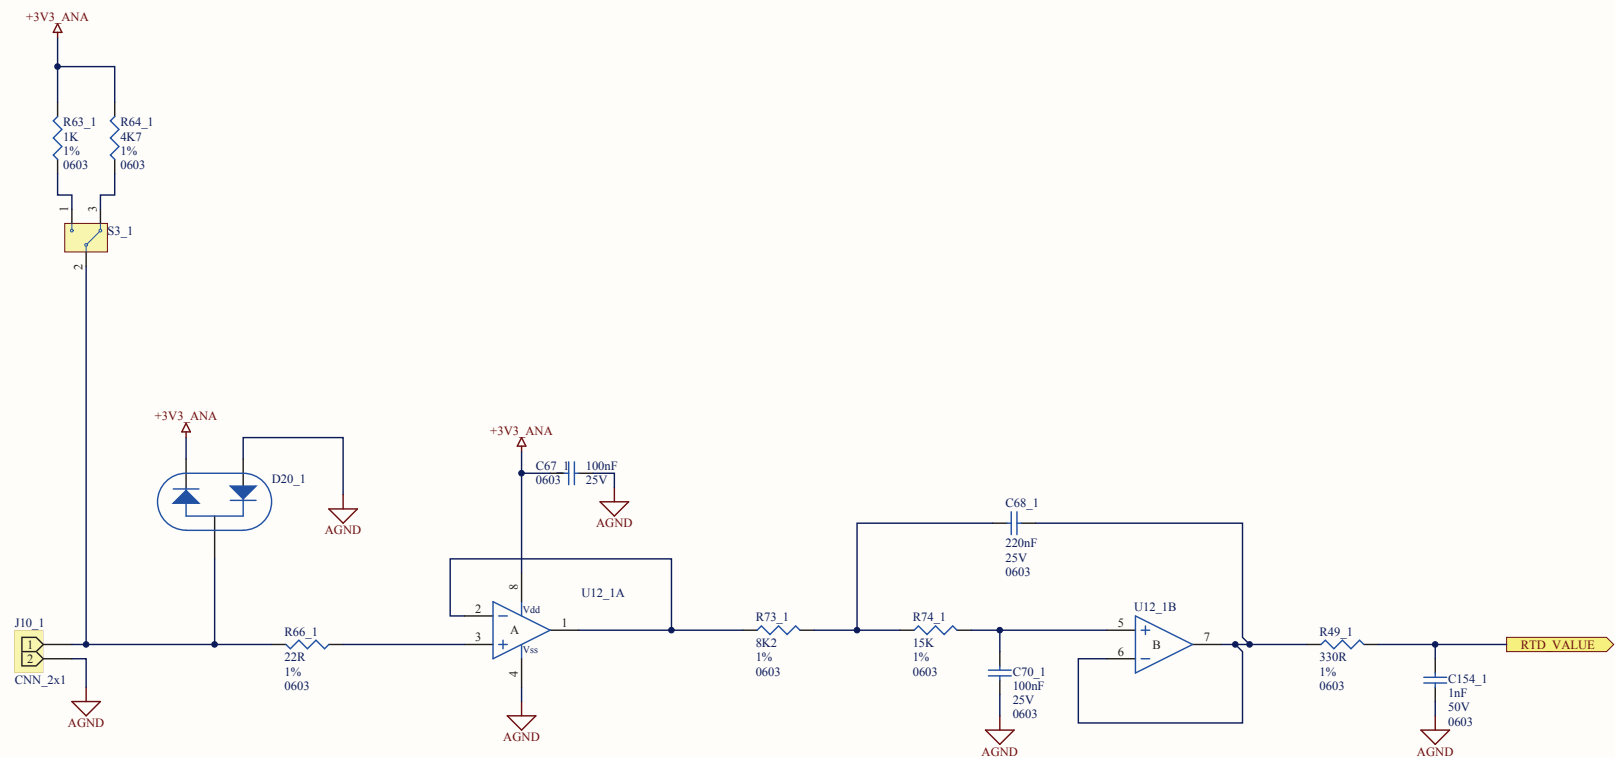 +3V3_ANA
R63_1
1K
1%
0603
R64_1
4K7
1%
0603
1
3
S3_1
2
+3V3_ANA
D20_1
AGND
+3V3_ANA
C67_1
0603
100nF
25V
AGND
J10_1
1
2
CNN_2x1
AGND
R66_1
22R
1%
0603
U12_1A
8
Vdd
2
3
A
1
Vss
4
AGND
R73_1
8K2
1%
0603
C68_1
220nF
25V
0603
R74_1
15K
1%
0603
C70_1
100nF
25V
0603
AGND
U12_1B
5
6
B
7
R49_1
330R
1%
0603
C154_1
1nF
50V
0603
AGND
RTD_VALUE